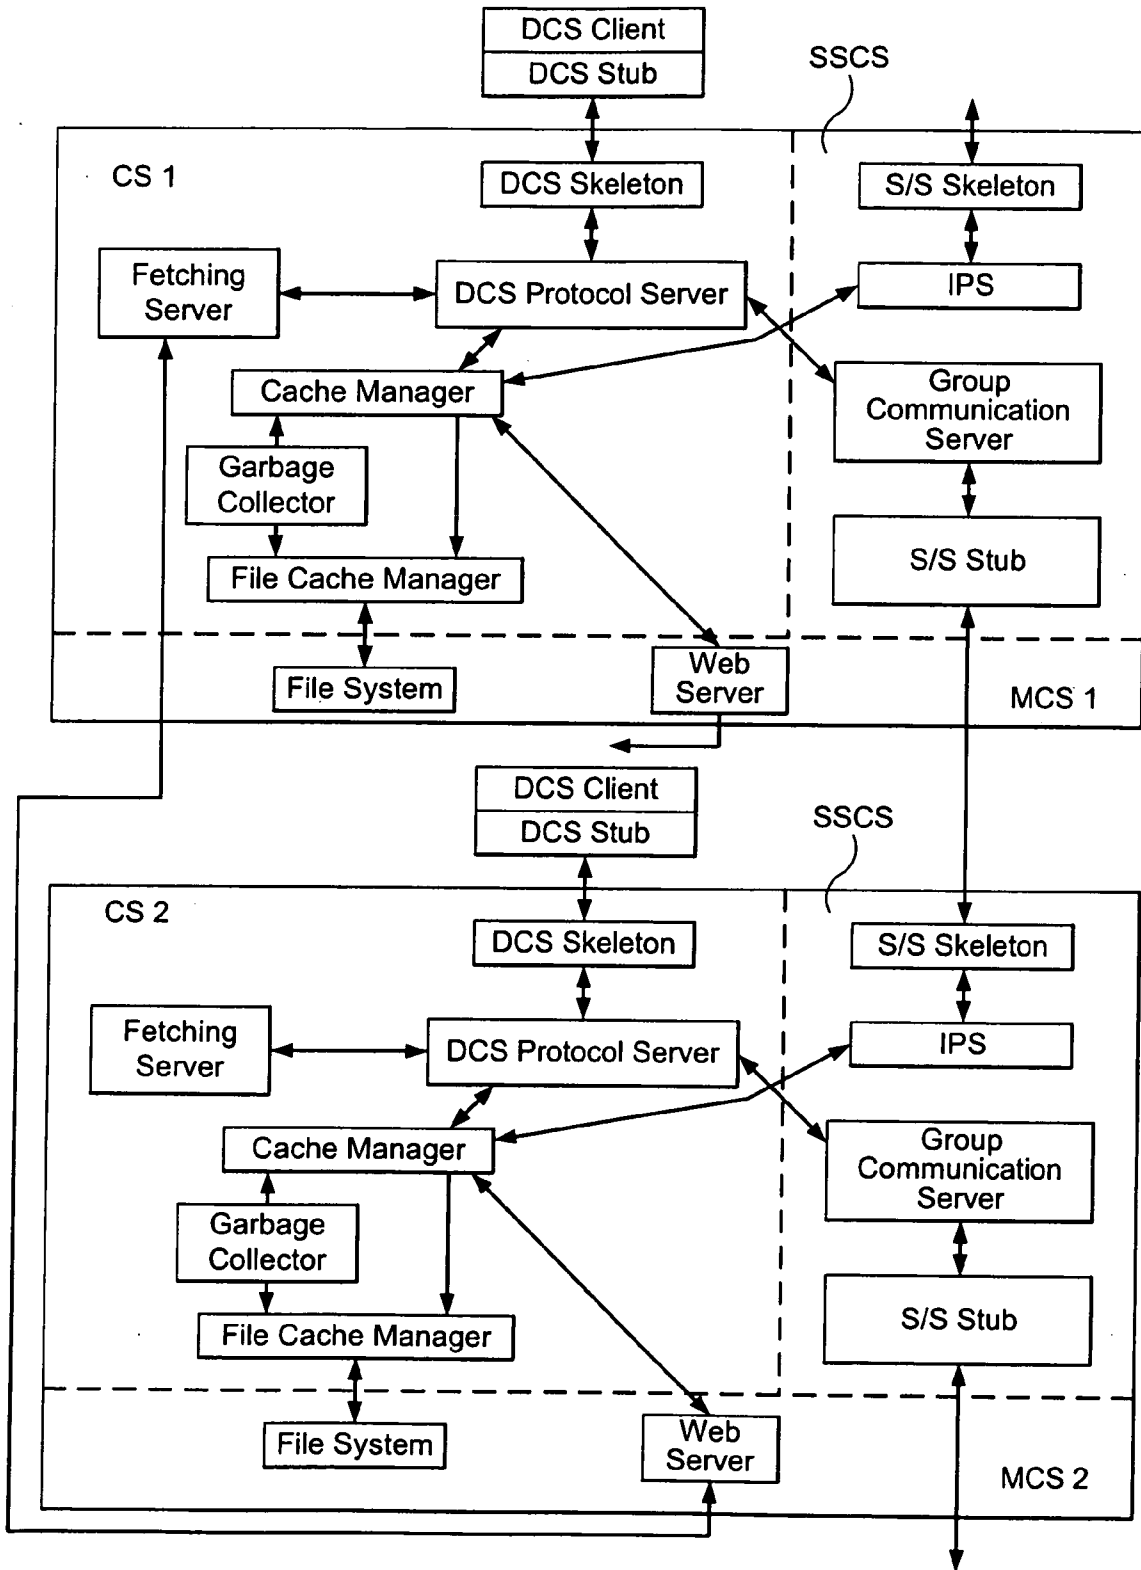 DCS Client
DCS Stub
SSCS
CS 1
DCS Skeleton
S/S Skeleton
Fetching
Server
DCS Protocol Server
IPS
Cache Manager
Group
Communication
Server
Garbage
Collector
S/S Stub
File Cache Manager
File System
Web
Server
MCS 1
DCS Client
DCS Stub
SSCS
CS 2
DCS Skeleton
S/S Skeleton
Fetching
Server
DCS Protocol Server
IPS
Cache Manager
Group
Communication
Server
Garbage
Collector
S/S Stub
File Cache Manager
File System
Web
Server
MCS 2